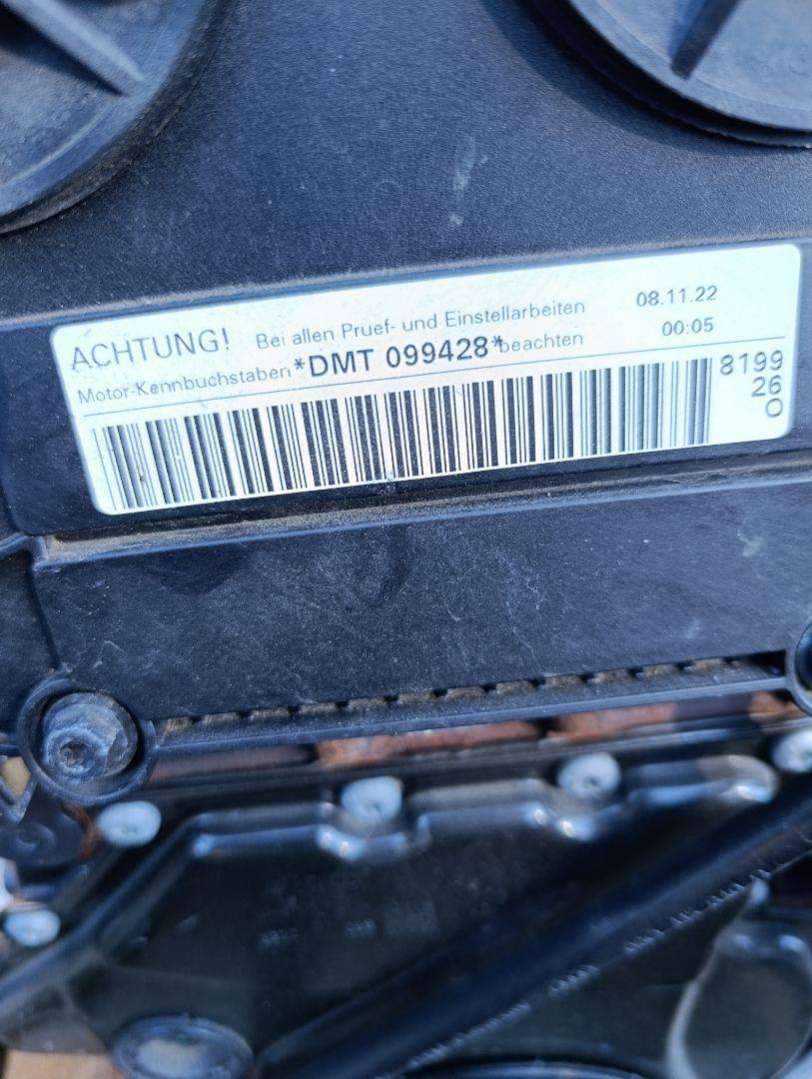 ACHTUNG! Bei allen Pruef- und Einstellarbeiten 08.11.22
Motor-Kennbuchstaben *DMT 099428* beachten 00:05
8199
26
O